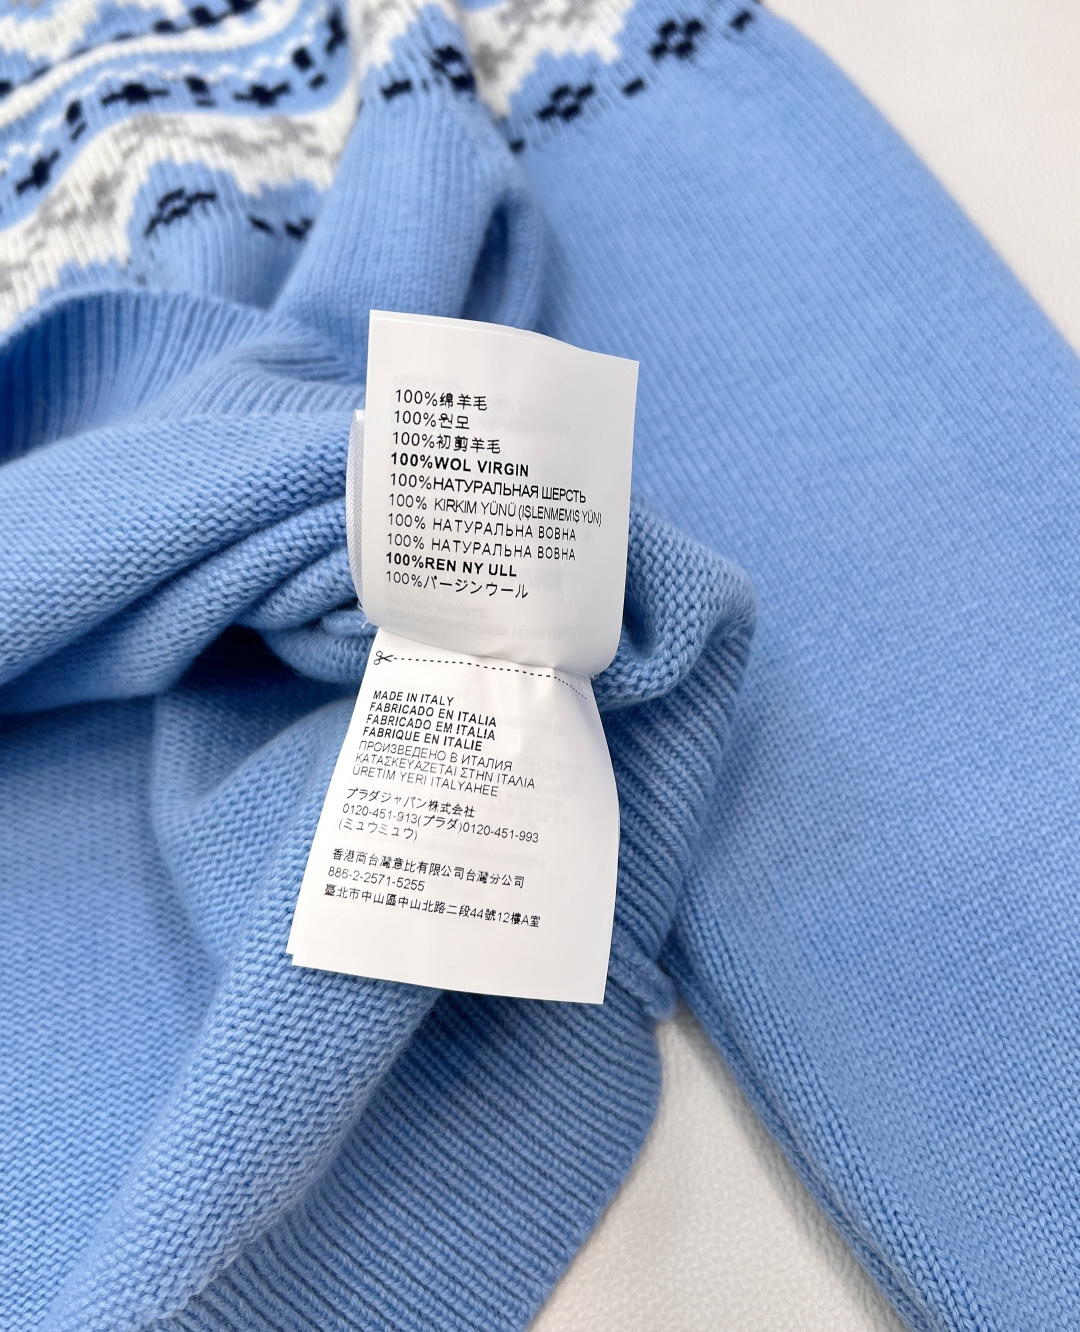 100%绵羊毛
100%원모
100%初剪羊毛
100%WOL VIRGIN
100%НАТУРАЛЬНАЯ ШЕРСТЬ
100% KIRKIM YÜNÜ (IŞLENMEMIŞ YÜN)
100% НАТУРАЛЬНА ВОВНА
100% НАТУРАЛЬНА ВОВНА
100%REN NY ULL
100%バージンウール
MADE IN ITALY
FABRICADO EN ITALIA
FABRICADO EM ITALIA
FABRIQUE EN ITALIE
ПРОИЗВЕДЕНО В ИТАЛИЯ
ΚΑΤΑΣΚΕΥΑΖΕΤΑΙ ΣΤΗΝ ΙΤΑΛΙΑ
ÜRETIM YERI ITALYAHEE
プラダジャパン株式会社
0120-451-913(プラダ)0120-451-993
(ミュウミュウ)
香港商台灣意比有限公司台灣分公司
886-2-2571-5255
臺北市中山區中山北路二段44號12樓A室